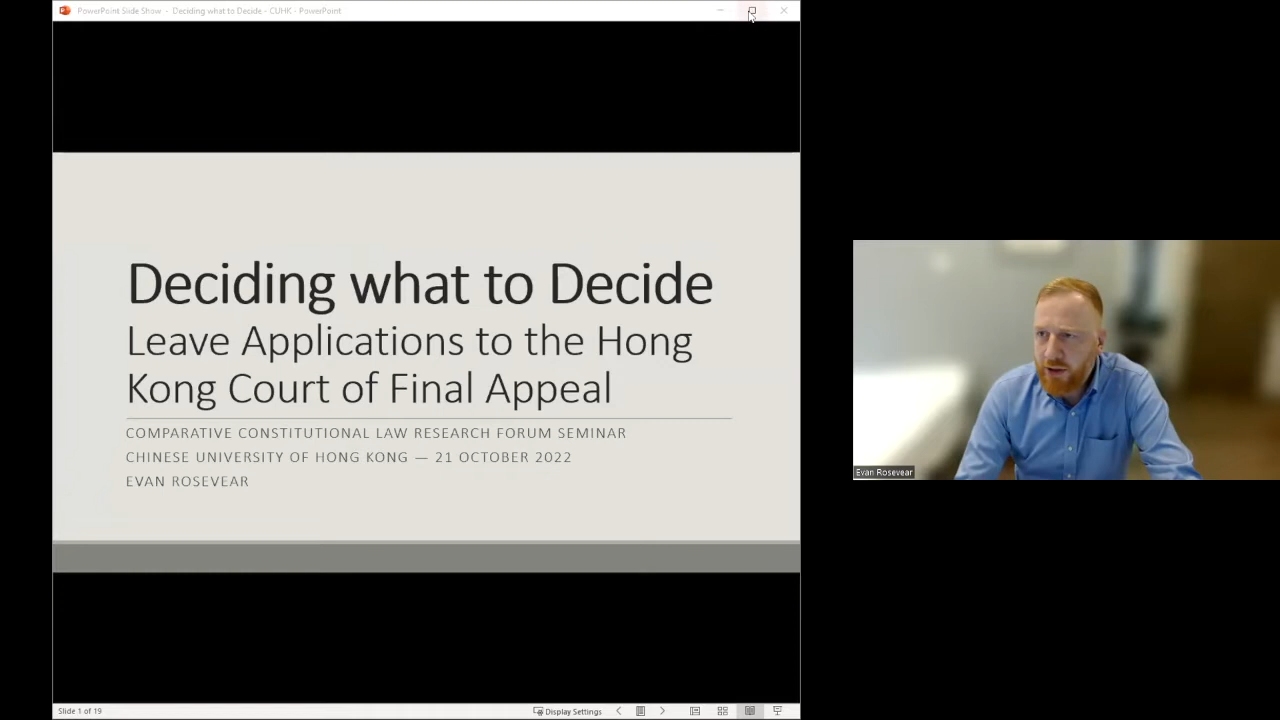 PowerPoint Slide Show - Deciding what to Decide - CUHK - PowerPoint
Deciding what to Decide
Leave Applications to the Hong
Kong Court of Final Appeal
COMPARATIVE CONSTITUTIONAL LAW RESEARCH FORUM SEMINAR
CHINESE UNIVERSITY OF HONG KONG — 21 OCTOBER 2022
EVAN ROSEVEAR
Evan Rosevear
Slide 1 of 19
Display Settings